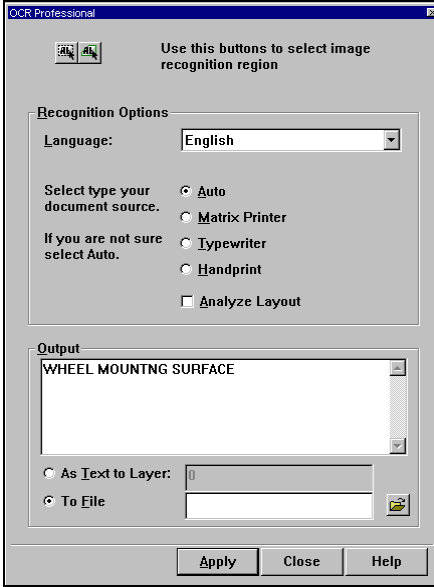 OCR Professional
Use this buttons to select image
recognition region
Recognition Options
Language:
English
Select type your
document source.
If you are not sure
select Auto.
Auto
Matrix Printer
Typewriter
Handprint
Analyze Layout
Output
WHEEL MOUNTNG SURFACE
As Text to Layer:
0
To File
Apply
Close
Help